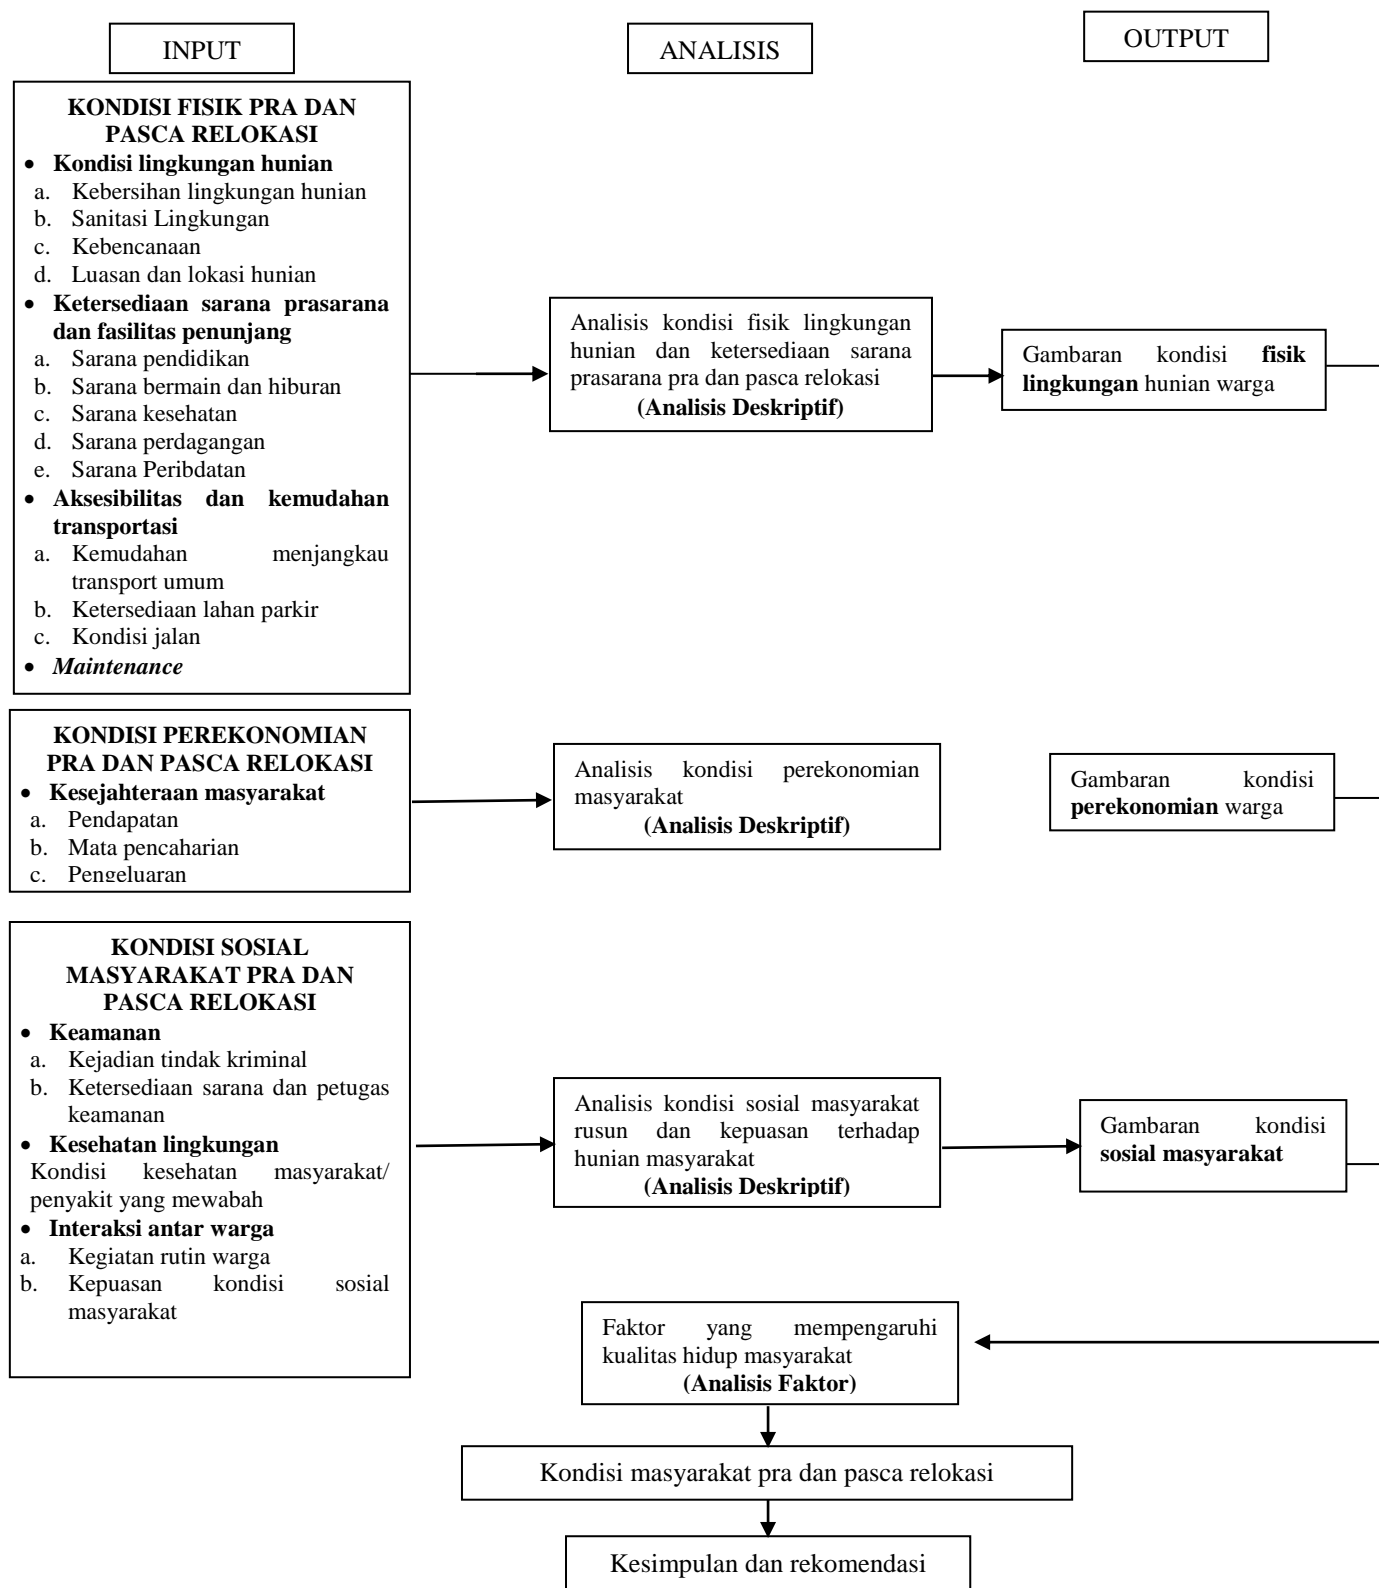 INPUT
ANALISIS
OUTPUT
KONDISI FISIK PRA DAN
PASCA RELOKASI
• Kondisi lingkungan hunian
a. Kebersihan lingkungan hunian
b. Sanitasi Lingkungan
c. Kebencanaan
d. Luasan dan lokasi hunian
• Ketersediaan sarana prasarana
dan fasilitas penunjang
a. Sarana pendidikan
b. Sarana bermain dan hiburan
c. Sarana kesehatan
d. Sarana perdagangan
e. Sarana Peribdatan
• Aksesibilitas dan kemudahan
transportasi
a. Kemudahan menjangkau
transport umum
b. Ketersediaan lahan parkir
c. Kondisi jalan
• Maintenance
Analisis kondisi fisik lingkungan
hunian dan ketersediaan sarana
prasarana pra dan pasca relokasi
(Analisis Deskriptif)
Gambaran kondisi fisik
lingkungan hunian warga
KONDISI PEREKONOMIAN
PRA DAN PASCA RELOKASI
• Kesejahteraan masyarakat
a. Pendapatan
b. Mata pencaharian
c. Pengeluaran
Analisis kondisi perekonomian
masyarakat
(Analisis Deskriptif)
Gambaran kondisi
perekonomian warga
KONDISI SOSIAL
MASYARAKAT PRA DAN
PASCA RELOKASI
• Keamanan
a. Kejadian tindak kriminal
b. Ketersediaan sarana dan petugas
keamanan
• Kesehatan lingkungan
Kondisi kesehatan masyarakat/
penyakit yang mewabah
• Interaksi antar warga
a. Kegiatan rutin warga
b. Kepuasan kondisi sosial
masyarakat
Analisis kondisi sosial masyarakat
rusun dan kepuasan terhadap
hunian masyarakat
(Analisis Deskriptif)
Gambaran kondisi
sosial masyarakat
Faktor yang mempengaruhi
kualitas hidup masyarakat
(Analisis Faktor)
Kondisi masyarakat pra dan pasca relokasi
Kesimpulan dan rekomendasi